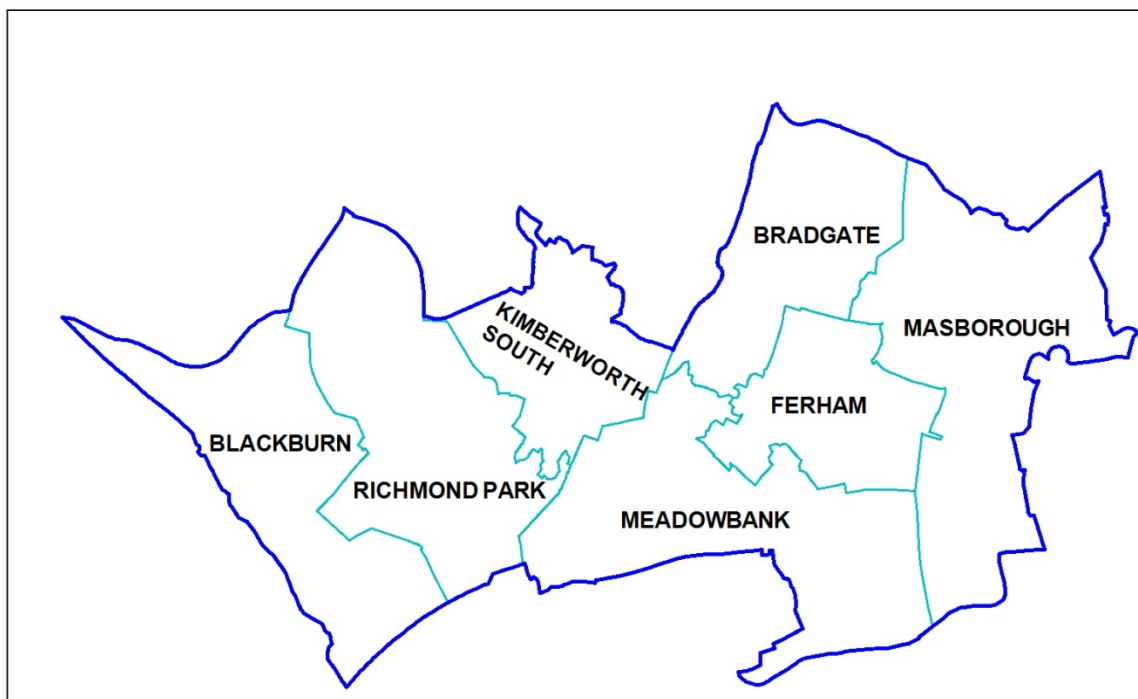 BRADGATE
MASBOROUGH
KIMBERWORTH
SOUTH
FERHAM
BLACKBURN
RICHMOND PARK
MEADOWBANK